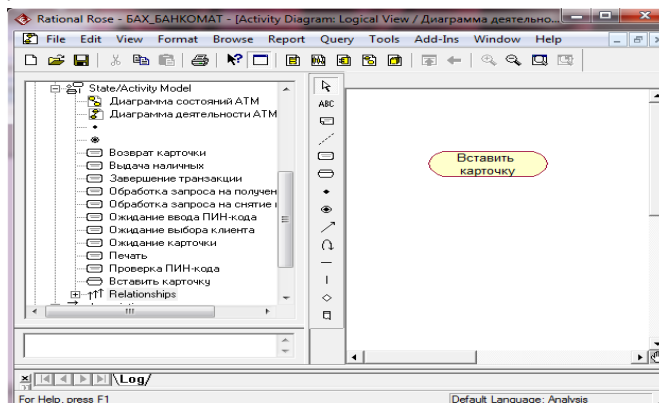 Rational Rose - БАХ_БАНКОМАТ - [Activity Diagram: Logical View / Диаграмма деятельно...
File Edit View Format Browse Report Query Tools Add-Ins Window Help
State/Activity Model
Диаграмма состояний АТМ
Диаграмма деятельности АТМ
Возврат карточки
Выдача наличных
Завершение транзакции
Обработка запроса на получен
Обработка запроса на снятие
Ожидание ввода ПИН-кода
Ожидание выбора клиента
Ожидание карточки
Печать
Проверка ПИН-кода
Вставить карточку
Relationships
ABC
Вставить
карточку
Log
For Help, press F1
Default Language: Analysis